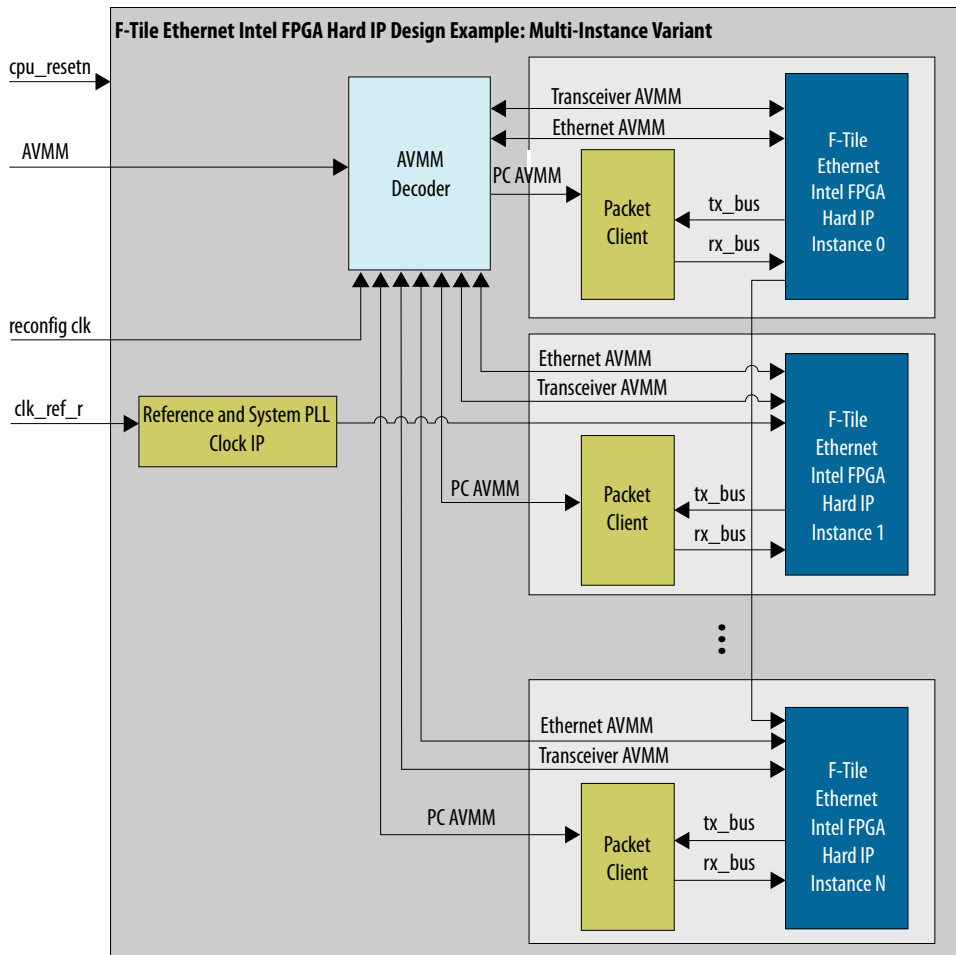 F-Tile Ethernet Intel FPGA Hard IP Design Example: Multi-Instance Variant
cpu_resetn
AVMM
reconfig clk
clk_ref_r
AVMM
Decoder
Reference and System PLL
Clock IP
Transceiver AVMM
Ethernet AVMM
PC AVMM
Packet
Client
tx_bus
rx_bus
F-Tile
Ethernet
Intel FPGA
Hard IP
Instance 0
Ethernet AVMM
Transceiver AVMM
PC AVMM
Packet
Client
tx_bus
rx_bus
F-Tile
Ethernet
Intel FPGA
Hard IP
Instance 1
Ethernet AVMM
Transceiver AVMM
PC AVMM
Packet
Client
tx_bus
rx_bus
F-Tile
Ethernet
Intel FPGA
Hard IP
Instance N